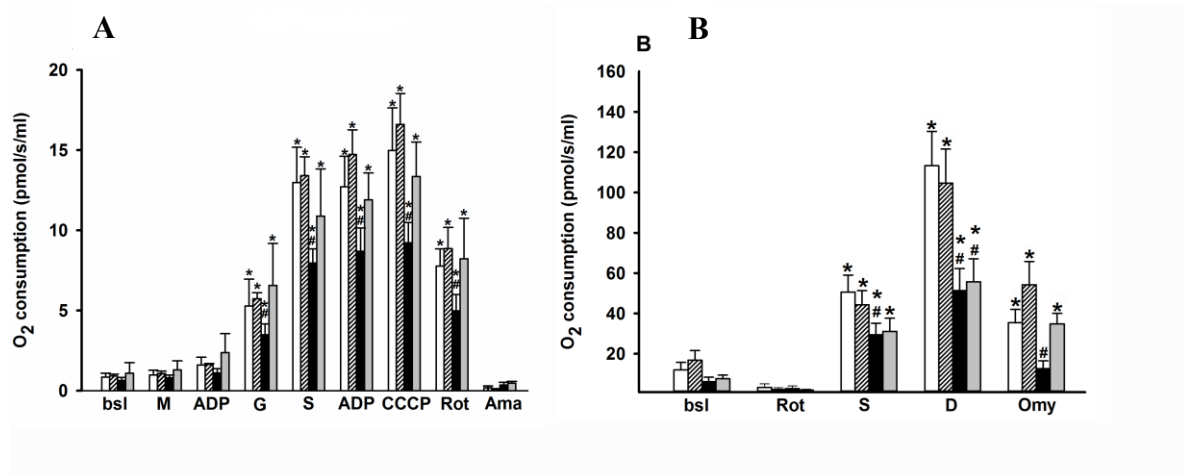 A
O2 consumption (pmol/s/ml)
20
15
10
5
0
* * *# *
* * *# *
* * *# *
* * *# *
* * *# *
bsl M ADP G S ADP CCCP Rot Ama
B
B
O2 consumption (pmol/s/ml)
160
140
120
100
80
60
40
20
* * *# *
* * *# *#
* * # *
bsl Rot S D Omy